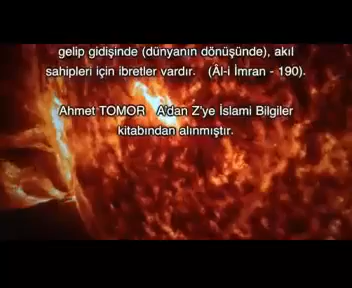 gelip gidişinde (dünyanın dönüşünde), akıl
sahipleri için ibretler vardır. (Âl-i İmran - 190).
Ahmet TOMOR A'dan Z'ye İslami Bilgiler
kitabından alınmıştır.